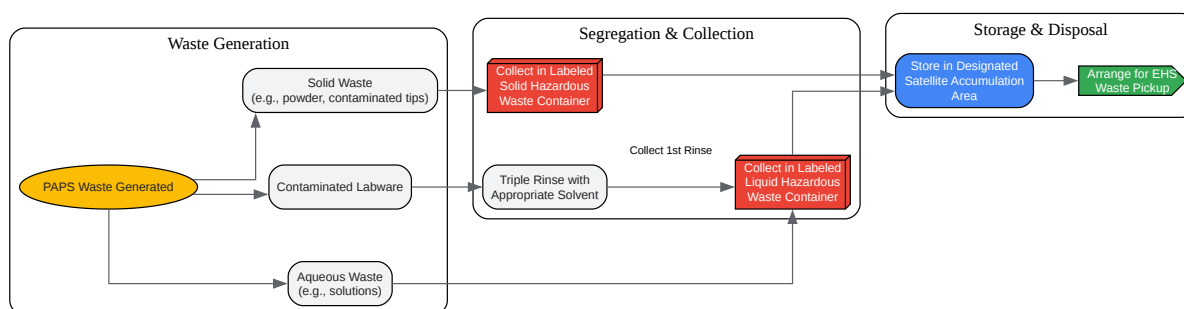 Waste Generation
Segregation & Collection
Storage & Disposal
Solid Waste
(e.g., powder, contaminated tips)
Collect in Labeled
Solid Hazardous
Waste Container
Store in Designated
Satellite Accumulation
Area
Arrange for EHS
Waste Pickup
Collect 1st Rinse
PAPS Waste Generated
Contaminated Labware
Triple Rinse with
Appropriate Solvent
Collect in Labeled
Liquid Hazardous
Waste Container
Aqueous Waste
(e.g., solutions)